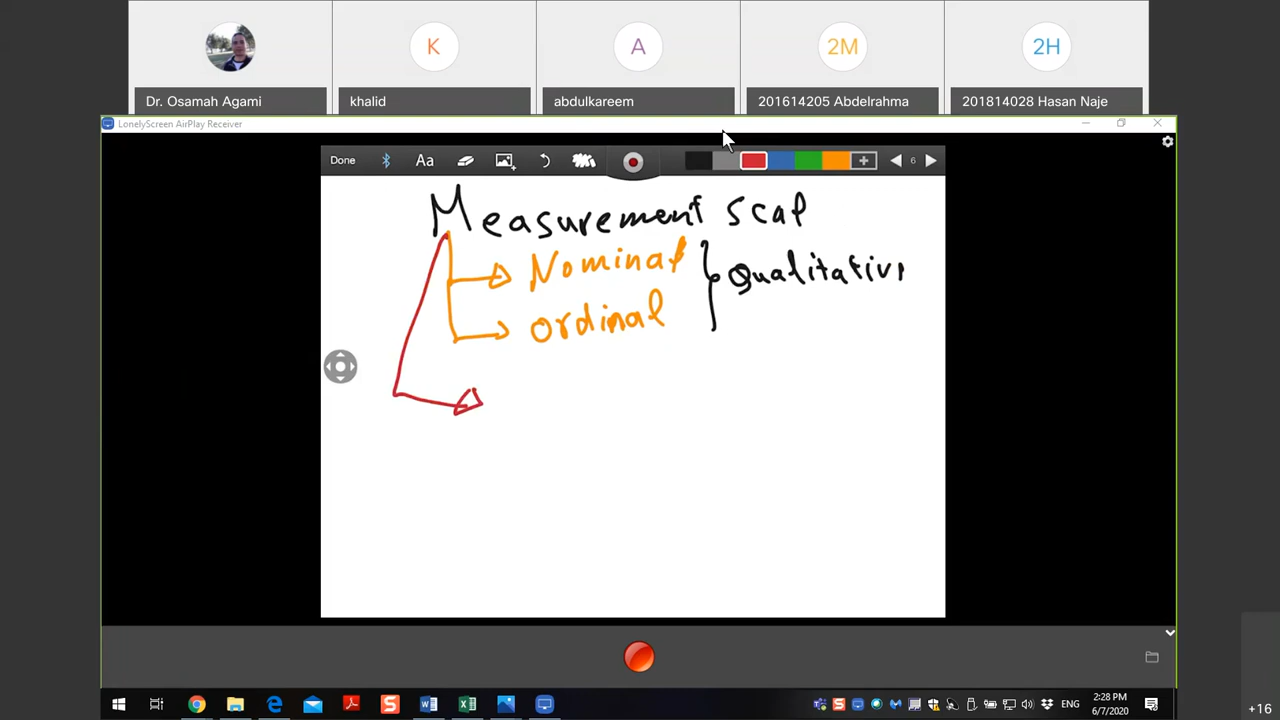 K
A
2M
2H
Dr. Osamah Agami
khalid
abdulkareem
201614205 Abdelrahma
201814028 Hasan Naje
LonelyScreen AirPlay Receiver
Done
Aa
6
Measurement scal
Nominal
Qualitative
ordinal
2:28 PM
ENG
6/7/2020
+16